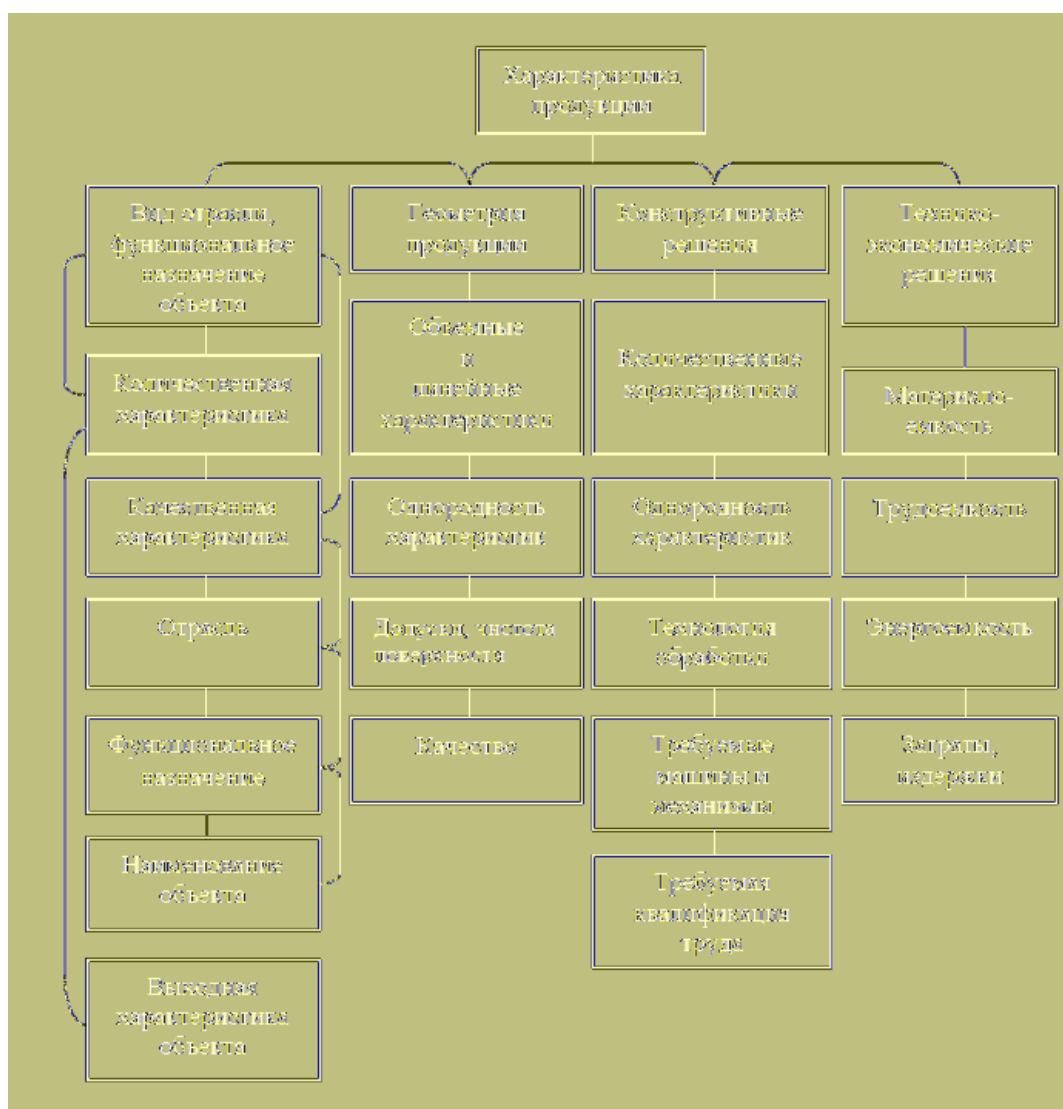 Характеристика
продукции
Вид отрасли,
функциональное
назначение
объекта
Количественная
характеристика
Качественная
характеристика
Отрасль
Функциональное
назначение
Наименование
объекта
Выходная
характеристика
объекта
Геометрия
продукции
Объемные
и
линейные
характеристики
Однородность
характеристик
Допуски, чистота
поверхности
Качество
Конструктивные
решения
Количественные
характеристики
Однородность
характеристик
Технология
обработки
Требуемые
машины и
механизмы
Требуемая
квалификация
труда
Технико-
экономические
решения
Материало-
емкость
Трудоемкость
Энергоемкость
Затраты,
издержки